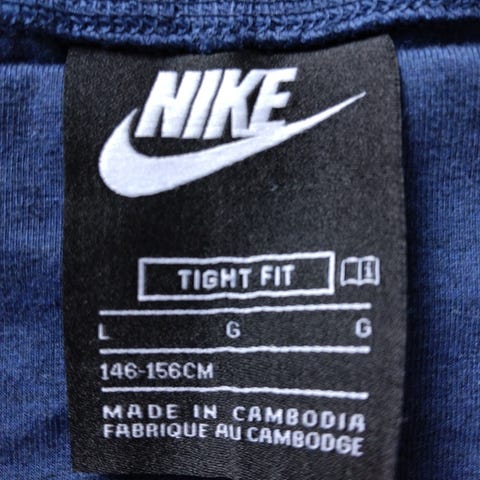 NIKE
TIGHT FIT
L G G
146-156CM
MADE IN CAMBODIA
FABRIQUE AU CAMBODGE